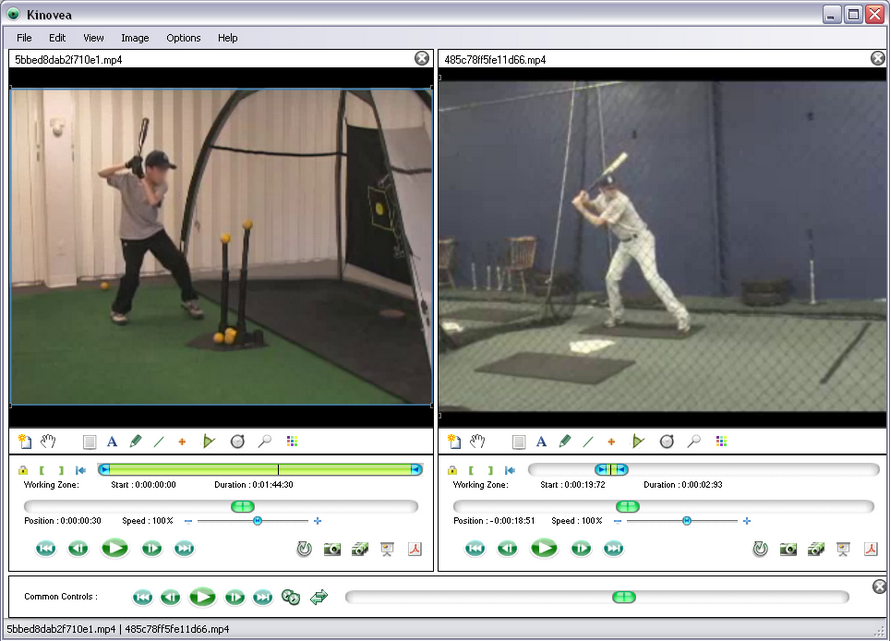 Kinovea
File Edit View Image Options Help
5bbed8dab2f710e1.mp4
485c78ff5fe11d66.mp4
A
A
Working Zone: Start : 0:00:00:00 Duration : 0:01:44:30
Working Zone: Start : 0:00:19:72 Duration : 0:00:02:93
Position : 0:00:00:30 Speed : 100%
Position : -0:00:18:51 Speed : 100%
Common Controls :
5bbed8dab2f710e1.mp4 | 485c78ff5fe11d66.mp4